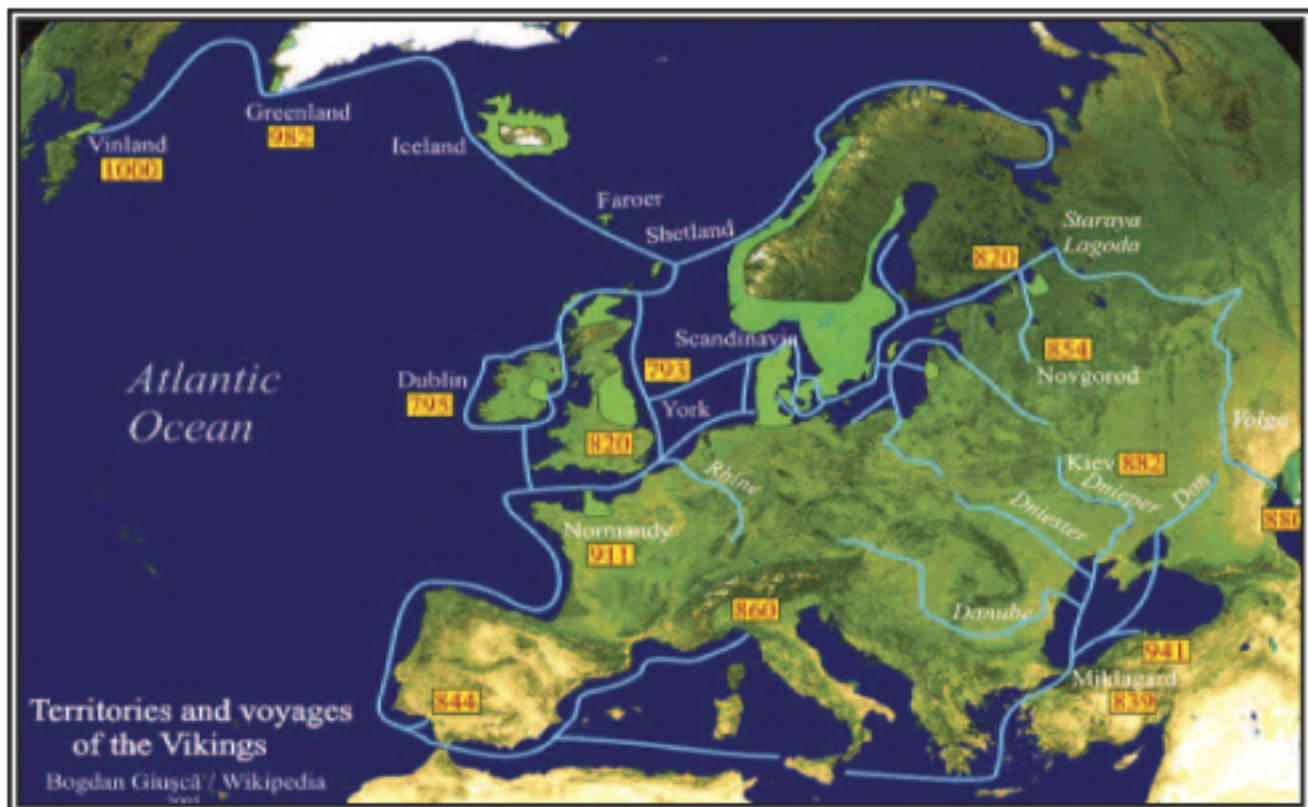 Greenland
982
Vinland
1000
Iceland
Faroer
Shetland
Staraya
Lagoda
820
Scandinavia
793
854
Novgorod
Dublin
795
York
820
Atlantic
Ocean
Volga
Kiev 882
Rhine
Dnieper
Don
Dniester
Normandy
911
860
Danube
941
Miklagard
839
844
Territories and voyages
of the Vikings
Bogdan Giuşcă / Wikipedia